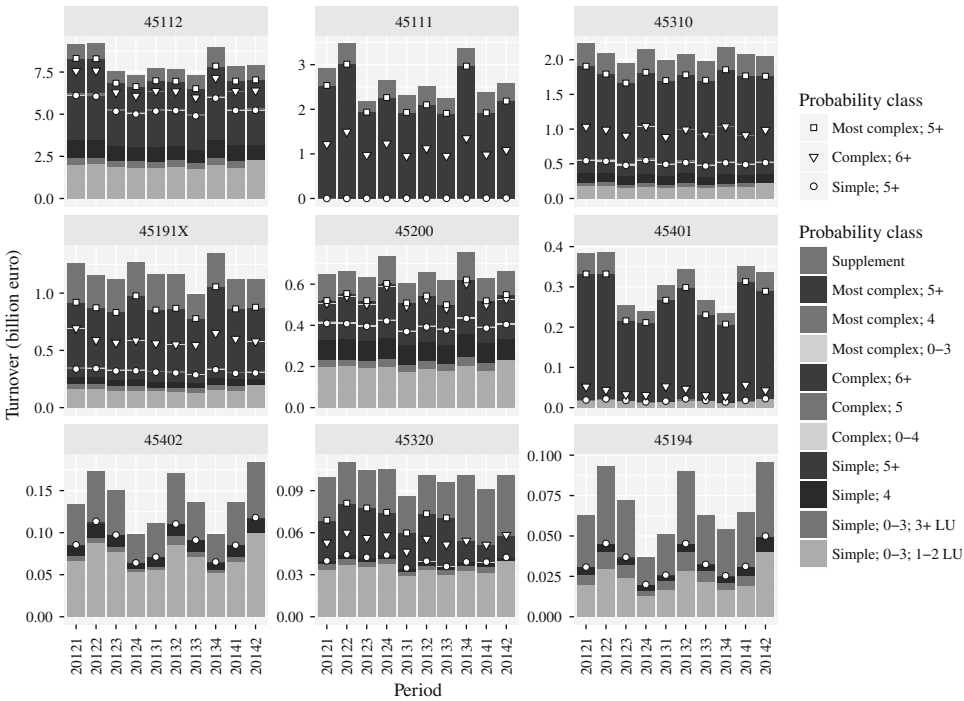 45112
45111
45310
7.5
5.0
2.5
0.0
3
2
1
0
2.0
1.5
1.0
0.5
0.0
Probability class
Most complex; 5+
Complex; 6+
Simple; 5+
45191X
45200
45401
1.0
0.5
0.0
0.6
0.4
0.2
0.0
0.4
0.3
0.2
0.1
0.0
Turnover (billion euro)
Probability class
Supplement
Most complex; 5+
Most complex; 4
Most complex; 0−3
Complex; 6+
Complex; 5
Complex; 0−4
Simple; 5+
Simple; 4
Simple; 0−3; 3+ LU
Simple; 0−3; 1−2 LU
45402
45320
45194
0.15
0.10
0.05
0.00
0.09
0.06
0.03
0.00
0.100
0.075
0.050
0.025
0.000
20121 20122 20123 20124 20131 20132 20133 20134 20141 20142
20121 20122 20123 20124 20131 20132 20133 20134 20141 20142
20121 20122 20123 20124 20131 20132 20133 20134 20141 20142
Period